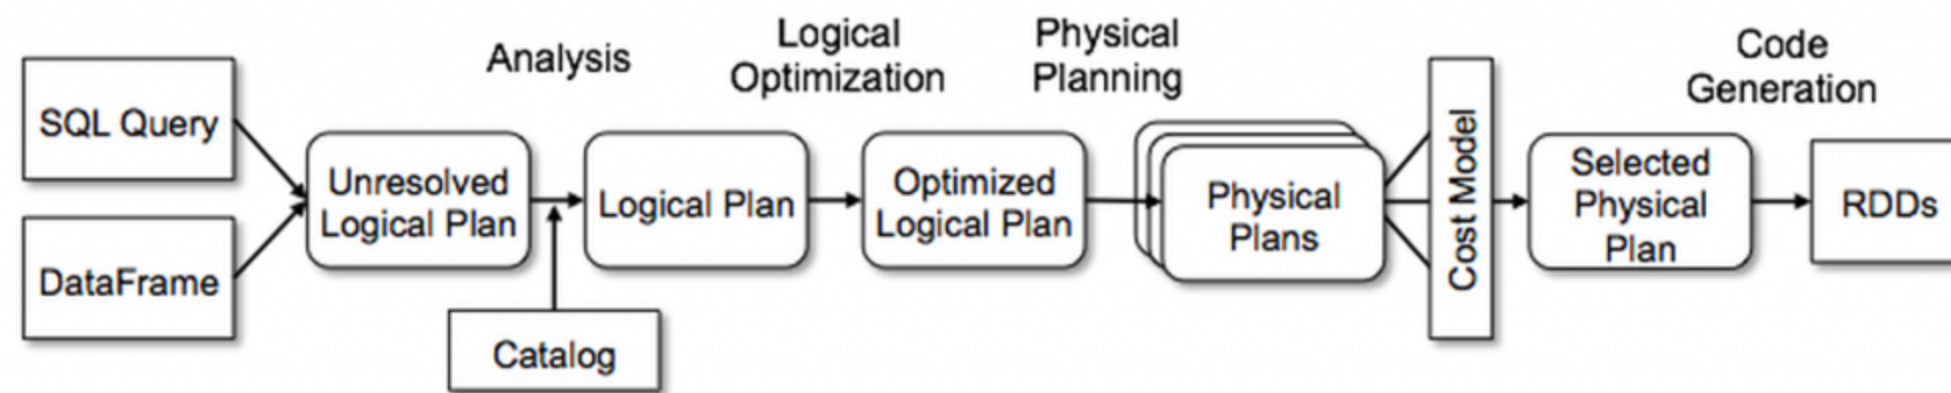 SQL Query
DataFrame
Analysis
Unresolved
Logical Plan
Catalog
Logical Plan
Logical
Optimization
Optimized
Logical Plan
Physical
Planning
Physical
Plans
Cost Model
Selected
Physical
Plan
Code
Generation
RDDs